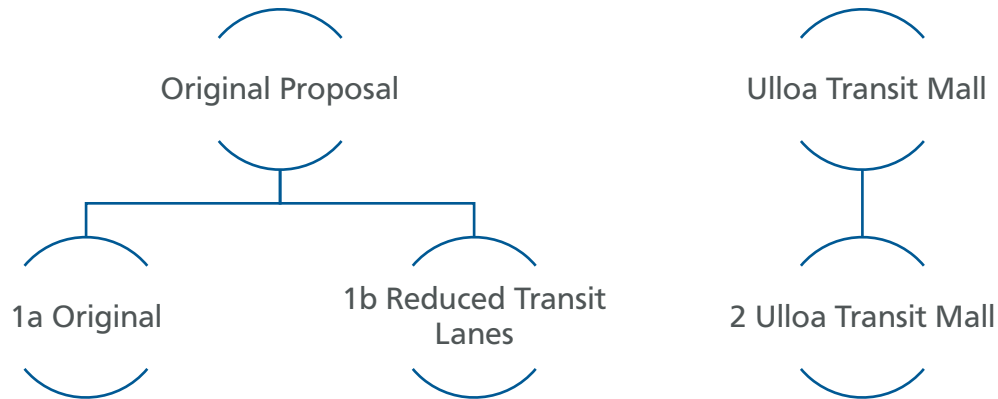 Original Proposal
Ulloa Transit Mall
1a Original
1b Reduced Transit
Lanes
2 Ulloa Transit Mall